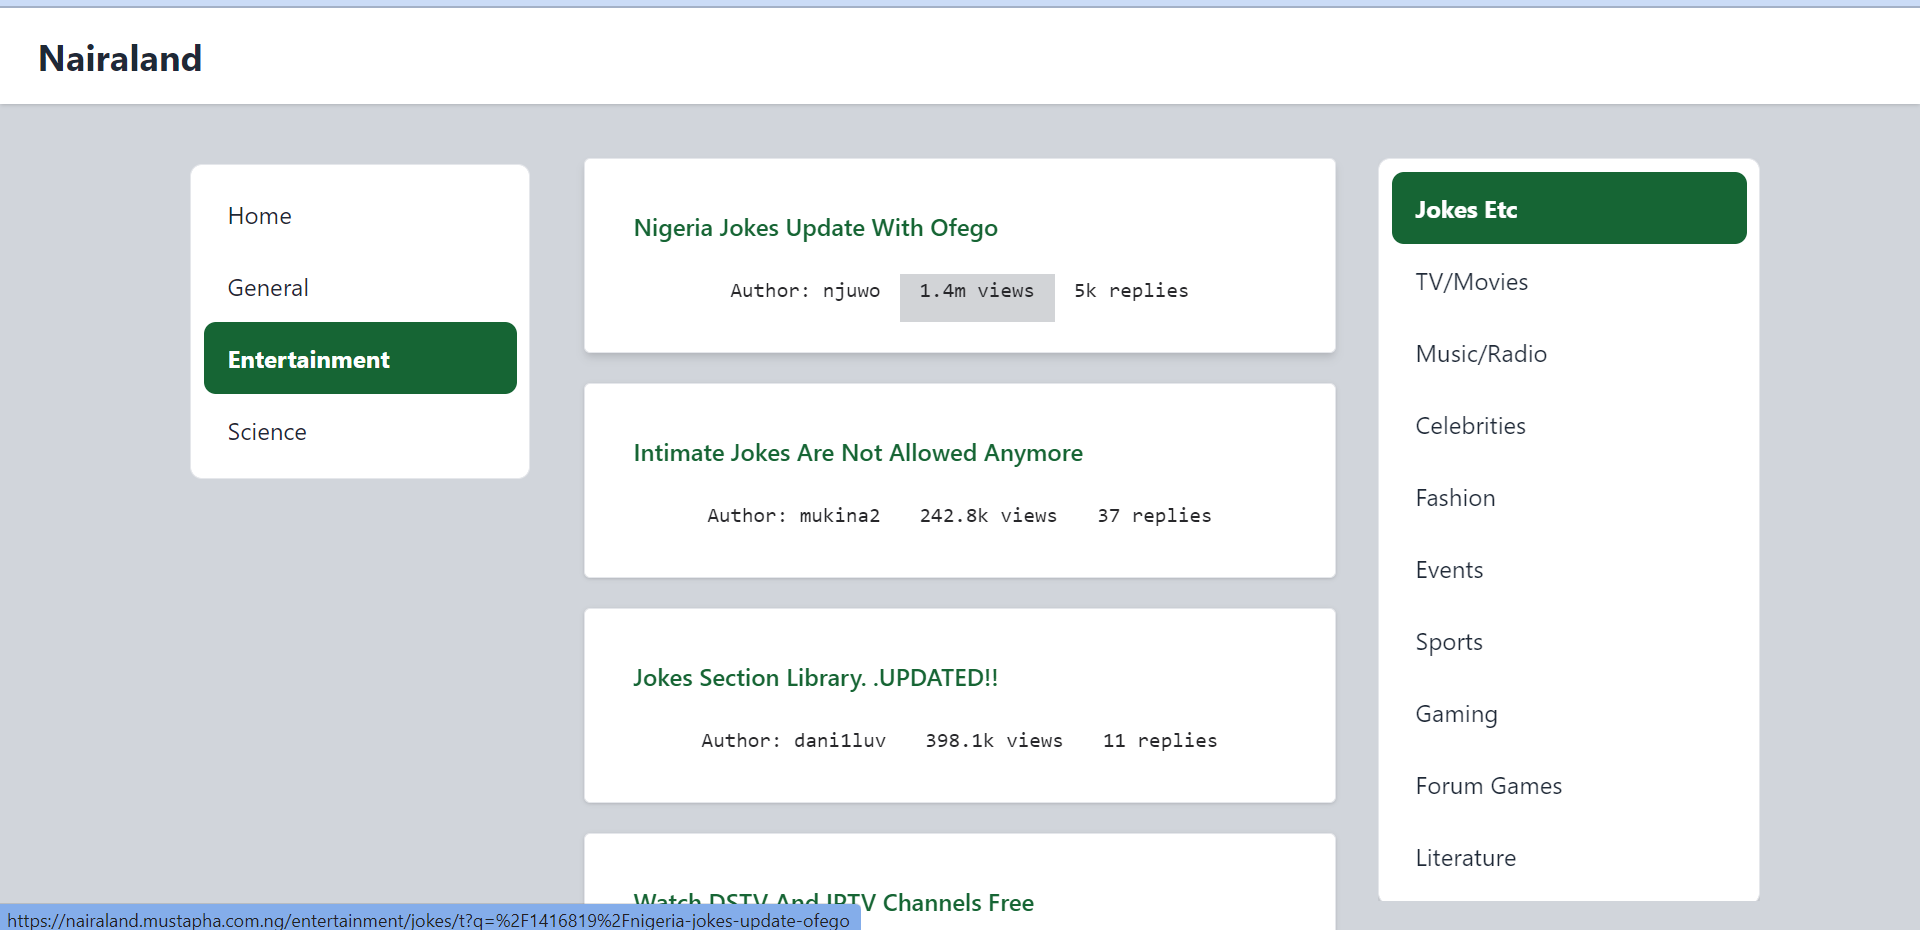 Nairaland
Home
General
Entertainment
Science
Nigeria Jokes Update With Ofego
Author: njuwo 1.4m views 5k replies
Intimate Jokes Are Not Allowed Anymore
Author: mukina2 242.8k views 37 replies
Jokes Section Library. .UPDATED!!
Author: dani1luv 398.1k views 11 replies
Watch DSTV And IPTV Channels Free
Jokes Etc
TV/Movies
Music/Radio
Celebrities
Fashion
Events
Sports
Gaming
Forum Games
Literature
https://nairaland.mustapha.com.ng/entertainment/jokes/t?q=%2F1416819%2Fnigeria-jokes-update-ofego